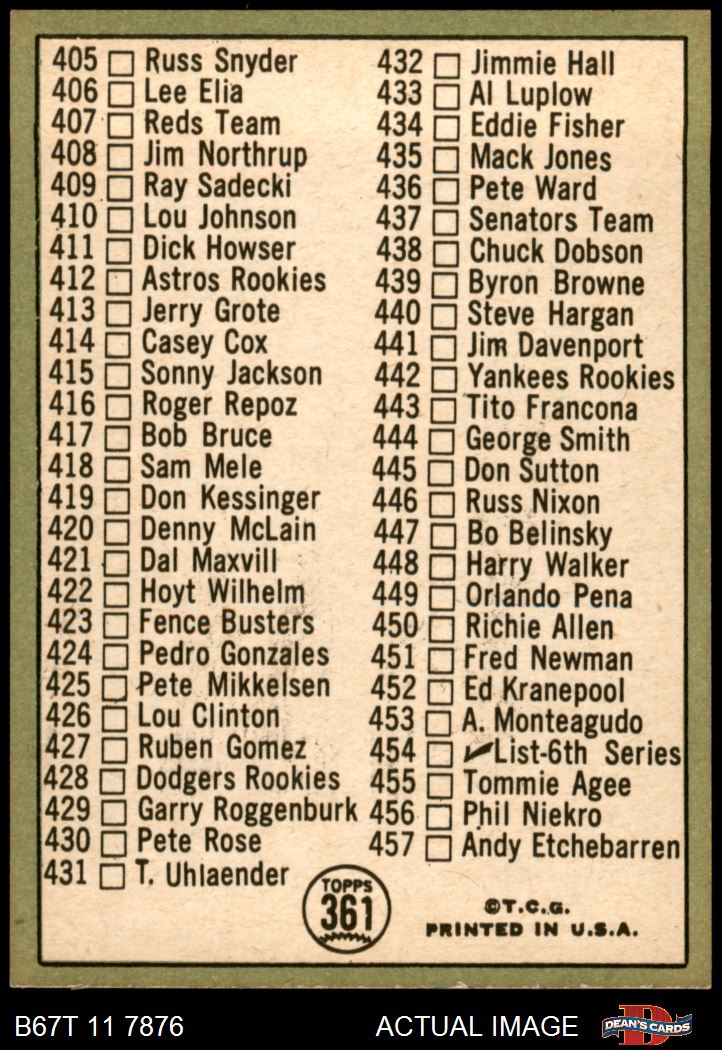 405 Russ Snyder
406 Lee Elia
407 Reds Team
408 Jim Northrup
409 Ray Sadecki
410 Lou Johnson
411 Dick Howser
412 Astros Rookies
413 Jerry Grote
414 Casey Cox
415 Sonny Jackson
416 Roger Repoz
417 Bob Bruce
418 Sam Mele
419 Don Kessinger
420 Denny McLain
421 Dal Maxvill
422 Hoyt Wilhelm
423 Fence Busters
424 Pedro Gonzales
425 Pete Mikkelsen
426 Lou Clinton
427 Ruben Gomez
428 Dodgers Rookies
429 Garry Roggenburk
430 Pete Rose
431 T. Uhlaender
432 Jimmie Hall
433 Al Luplow
434 Eddie Fisher
435 Mack Jones
436 Pete Ward
437 Senators Team
438 Chuck Dobson
439 Byron Browne
440 Steve Hargan
441 Jim Davenport
442 Yankees Rookies
443 Tito Francona
444 George Smith
445 Don Sutton
446 Russ Nixon
447 Bo Belinsky
448 Harry Walker
449 Orlando Pena
450 Richie Allen
451 Fred Newman
452 Ed Kranepool
453 A. Monteagudo
454 ✓List-6th Series
455 Tommie Agee
456 Phil Niekro
457 Andy Etchebarren
TOPPS
361
©T.C.G.
PRINTED IN U.S.A.
B67T 11 7876
ACTUAL IMAGE
D
DEAN'S CARDS